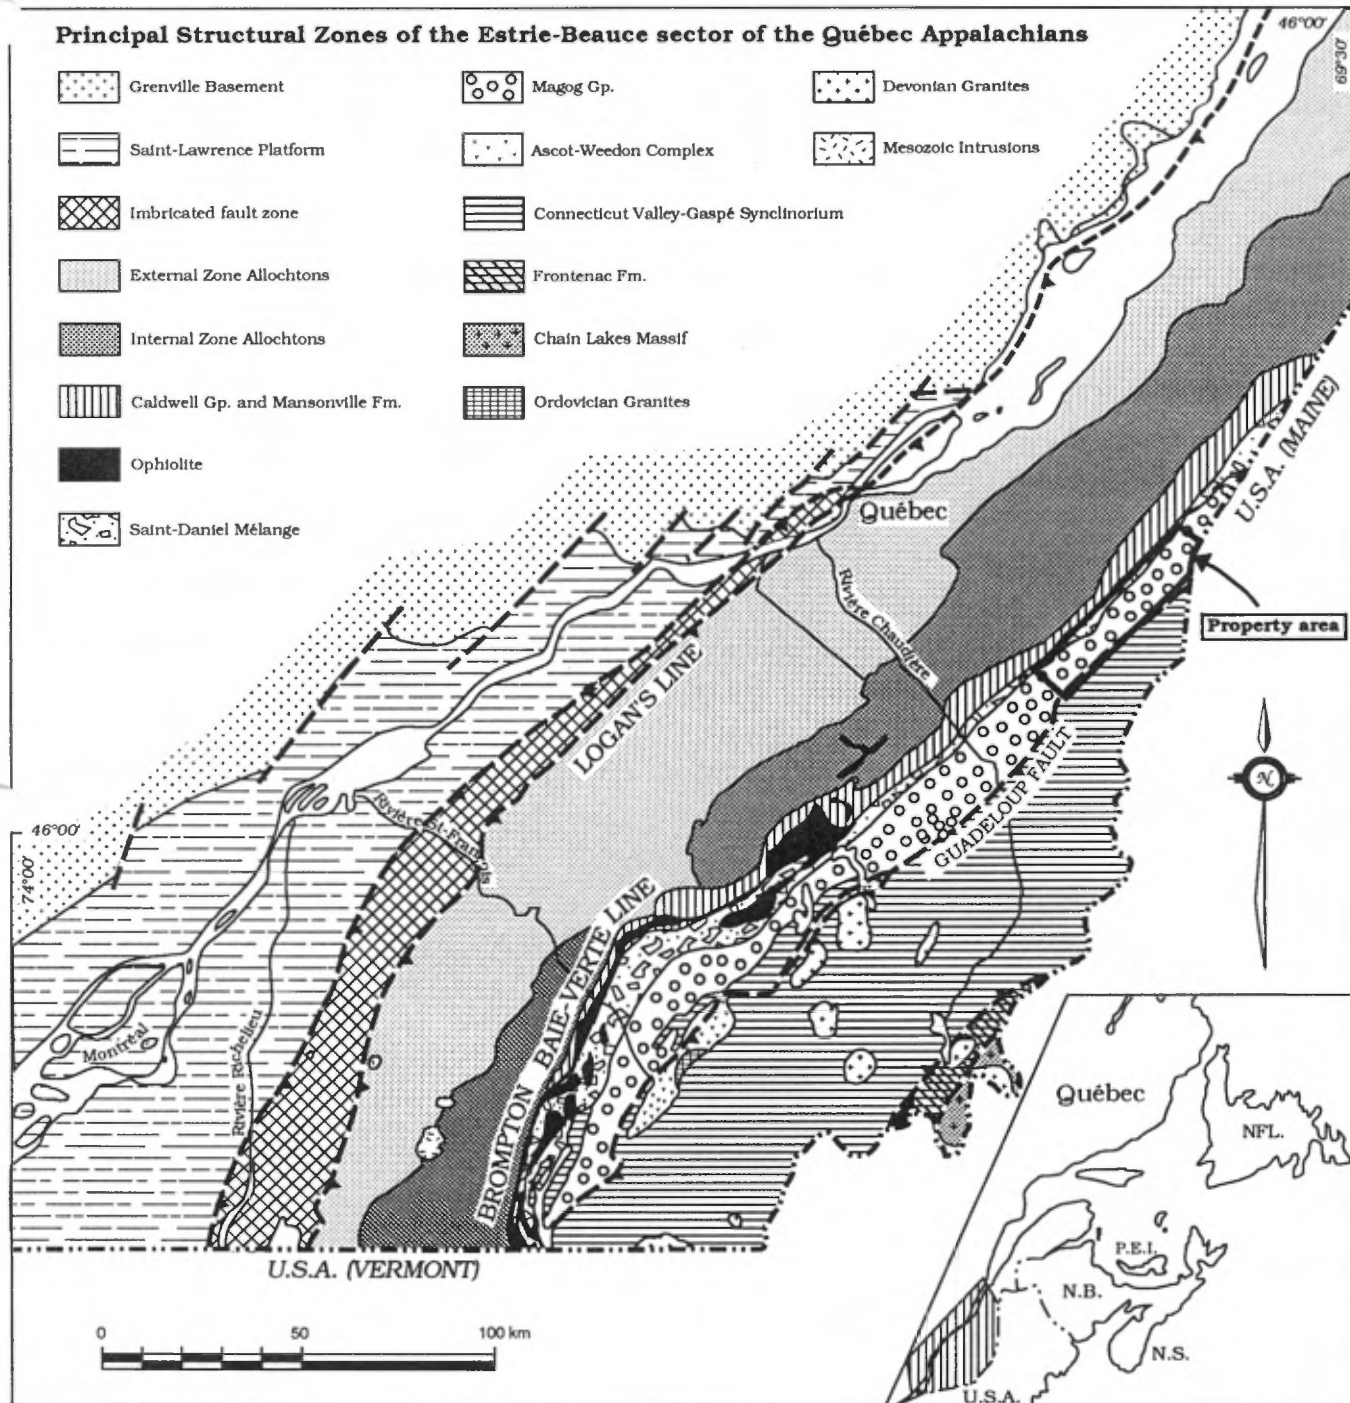 Principal Structural Zones of the Estrie-Beauce sector of the Québec Appalachians
Grenville Basement
Saint-Lawrence Platform
Imbricated fault zone
External Zone Allochtons
Internal Zone Allochtons
Caldwell Gp. and Mansonville Fm.
Ophiolite
Saint-Daniel Mélange
Magog Gp.
Ascot-Weedon Complex
Connecticut Valley-Gaspé Synclinorium
Frontenac Fm.
Chain Lakes Massif
Ordovician Granites
Devonian Granites
Mesozoic Intrusions
46°00'
69°30'
U.S.A. (MAINE)
Québec
Rivière Chaudière
Property area
LOGAN'S LINE
GUADELOUP FAULT
Rivière St-François
46°00'
74°00'
N
BROMPTON BAIE-VERTE LINE
Montréal
Rivière Richelieu
U.S.A. (VERMONT)
0 50 100 km
Québec
NFL.
P.E.I.
N.B.
N.S.
U.S.A.